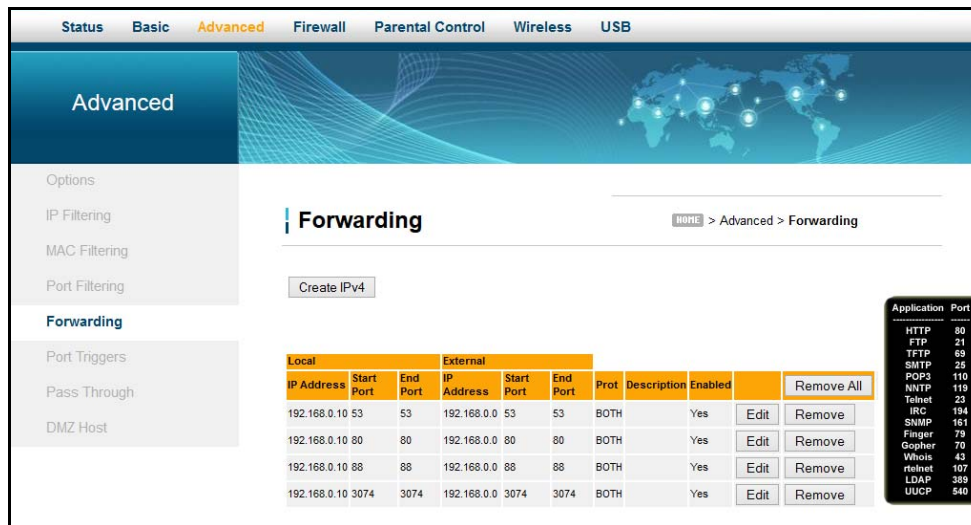 Status Basic Advanced Firewall Parental Control Wireless USB
Advanced
Options
IP Filtering
MAC Filtering
Port Filtering
Forwarding
Port Triggers
Pass Through
DMZ Host
Forwarding
HOME > Advanced > Forwarding
Create IPv4
Local External
IP Address Start Port End Port IP Address Start Port End Port Prot Description Enabled Remove All
192.168.0.10 53 53 192.168.0.0 53 53 BOTH Yes Edit Remove
192.168.0.10 80 80 192.168.0.0 80 80 BOTH Yes Edit Remove
192.168.0.10 88 88 192.168.0.0 88 88 BOTH Yes Edit Remove
192.168.0.10 3074 3074 192.168.0.0 3074 3074 BOTH Yes Edit Remove
Application Port
HTTP 80
FTP 21
TFTP 69
SMTP 25
POP3 110
NNTP 119
Telnet 23
IRC 194
SNMP 161
Finger 79
Gopher 70
Whois 43
rtelnet 107
LDAP 389
UUCP 540